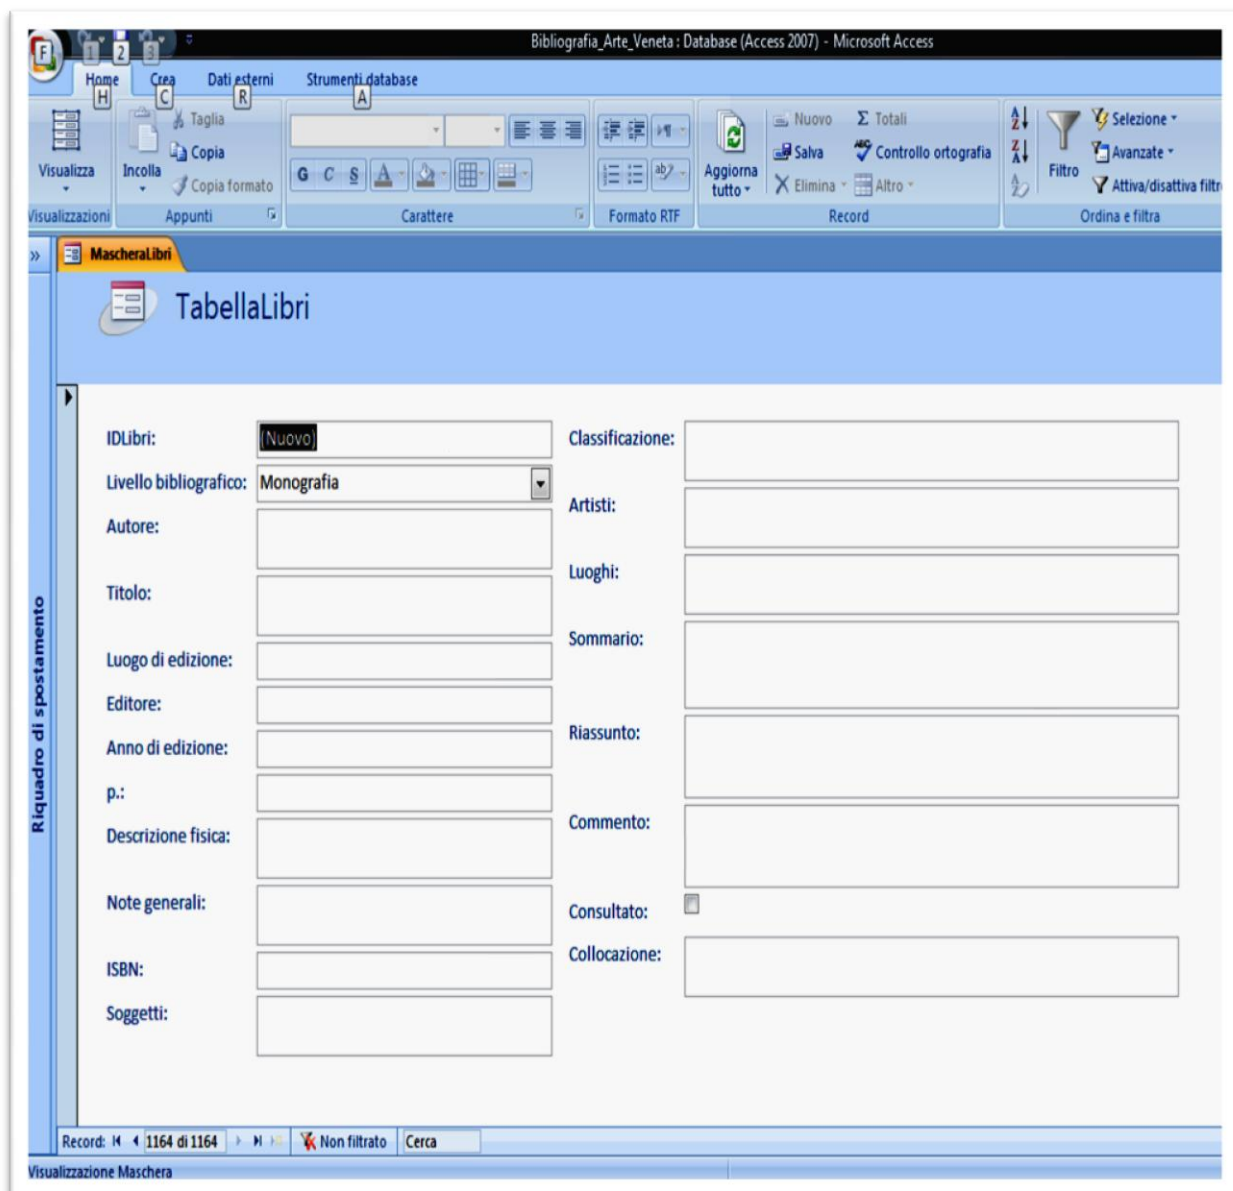 Bibliografia_Arte_Veneta : Database (Access 2007) - Microsoft Access
F 1 2 3
Home Crea Dati esterni Strumenti database
H C R A
Visualizza
Incolla
Taglia
Copia
Copia formato
G C S A
Aggiorna tutto
Nuovo
Salva
Elimina
Σ Totali
Controllo ortografia
Altro
Filtro
Selezione
Avanzate
Attiva/disattiva filtr
Visualizzazioni Appunti Carattere Formato RTF Record Ordina e filtra
» MascheraLibri
TabellaLibri
Riquadro di spostamento
IDLibri: (Nuovo)
Livello bibliografico: Monografia
Autore:
Titolo:
Luogo di edizione:
Editore:
Anno di edizione:
p.:
Descrizione fisica:
Note generali:
ISBN:
Soggetti:
Classificazione:
Artisti:
Luoghi:
Sommario:
Riassunto:
Commento:
Consultato:
Collocazione:
Record: 1164 di 1164 Non filtrato Cerca
Visualizzazione Maschera